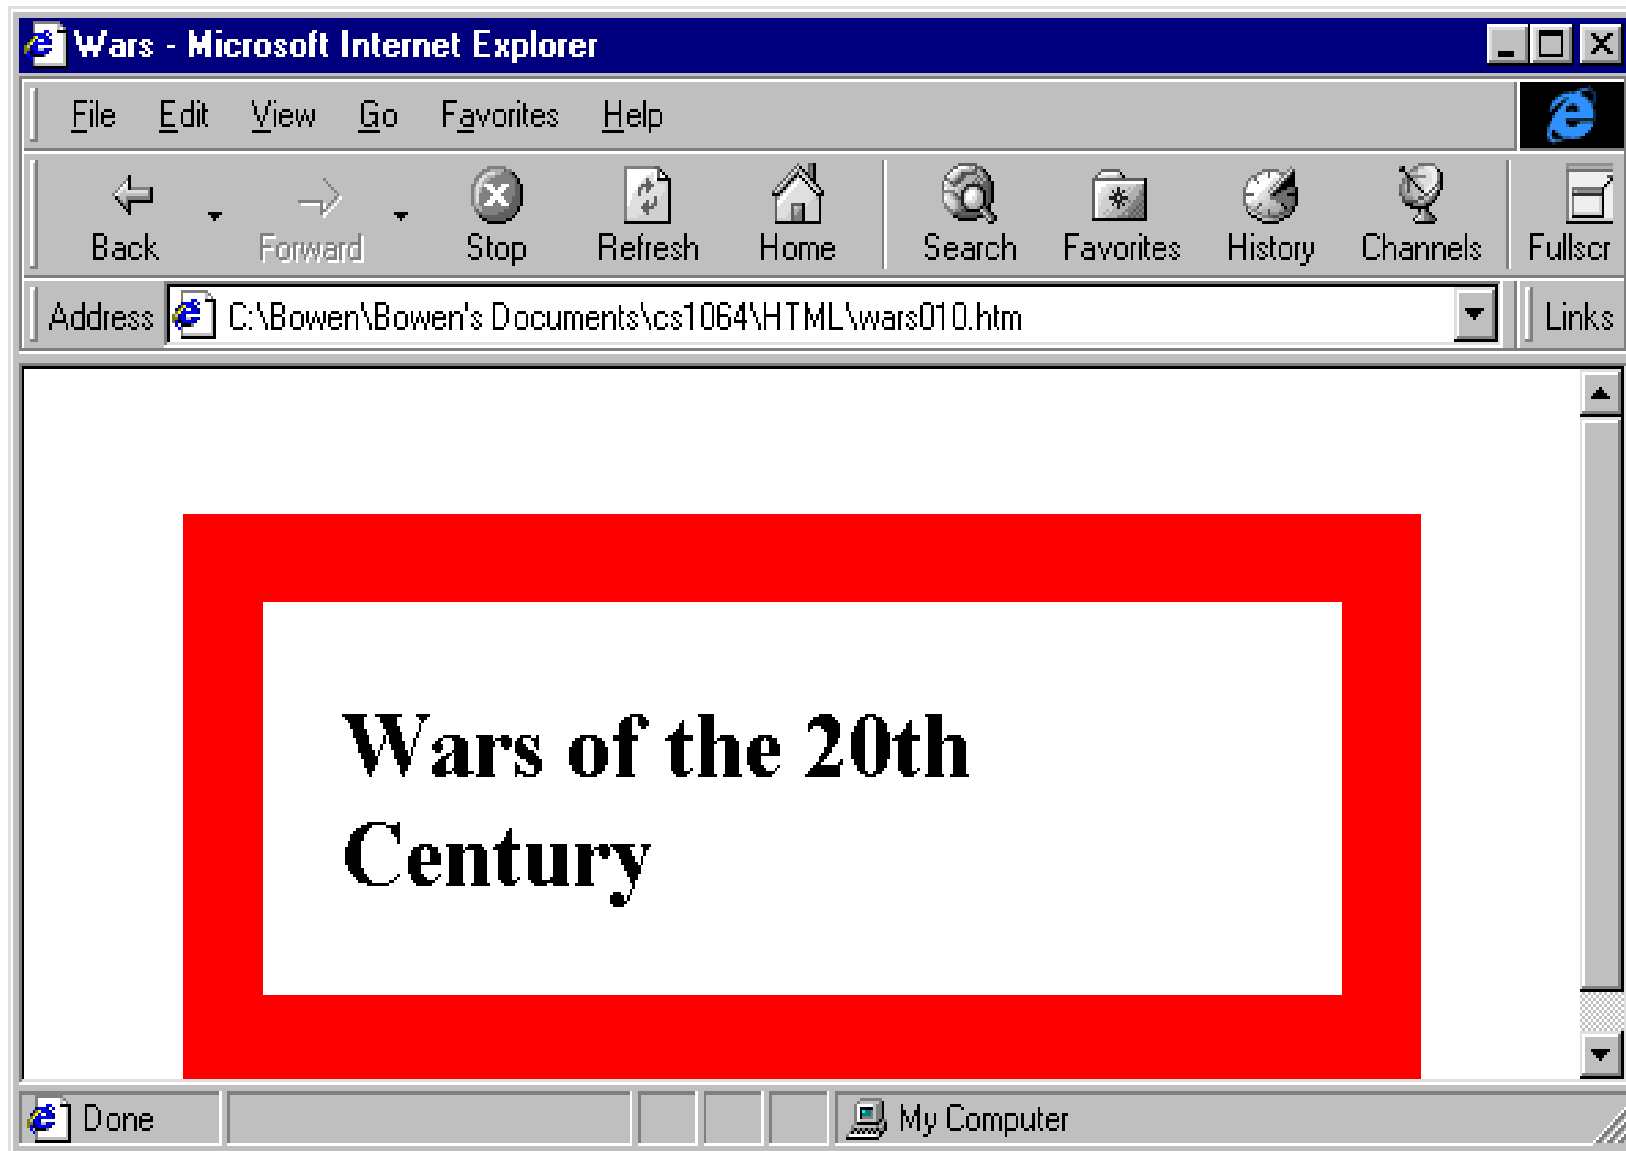 Wars - Microsoft Internet Explorer
File Edit View Go Favorites Help
Back Forward Stop Refresh Home Search Favorites History Channels Fullscr
Address C:\Bowen\Bowen's Documents\cs1064\HTML\wars010.htm Links
Wars of the 20th
Century
Done My Computer